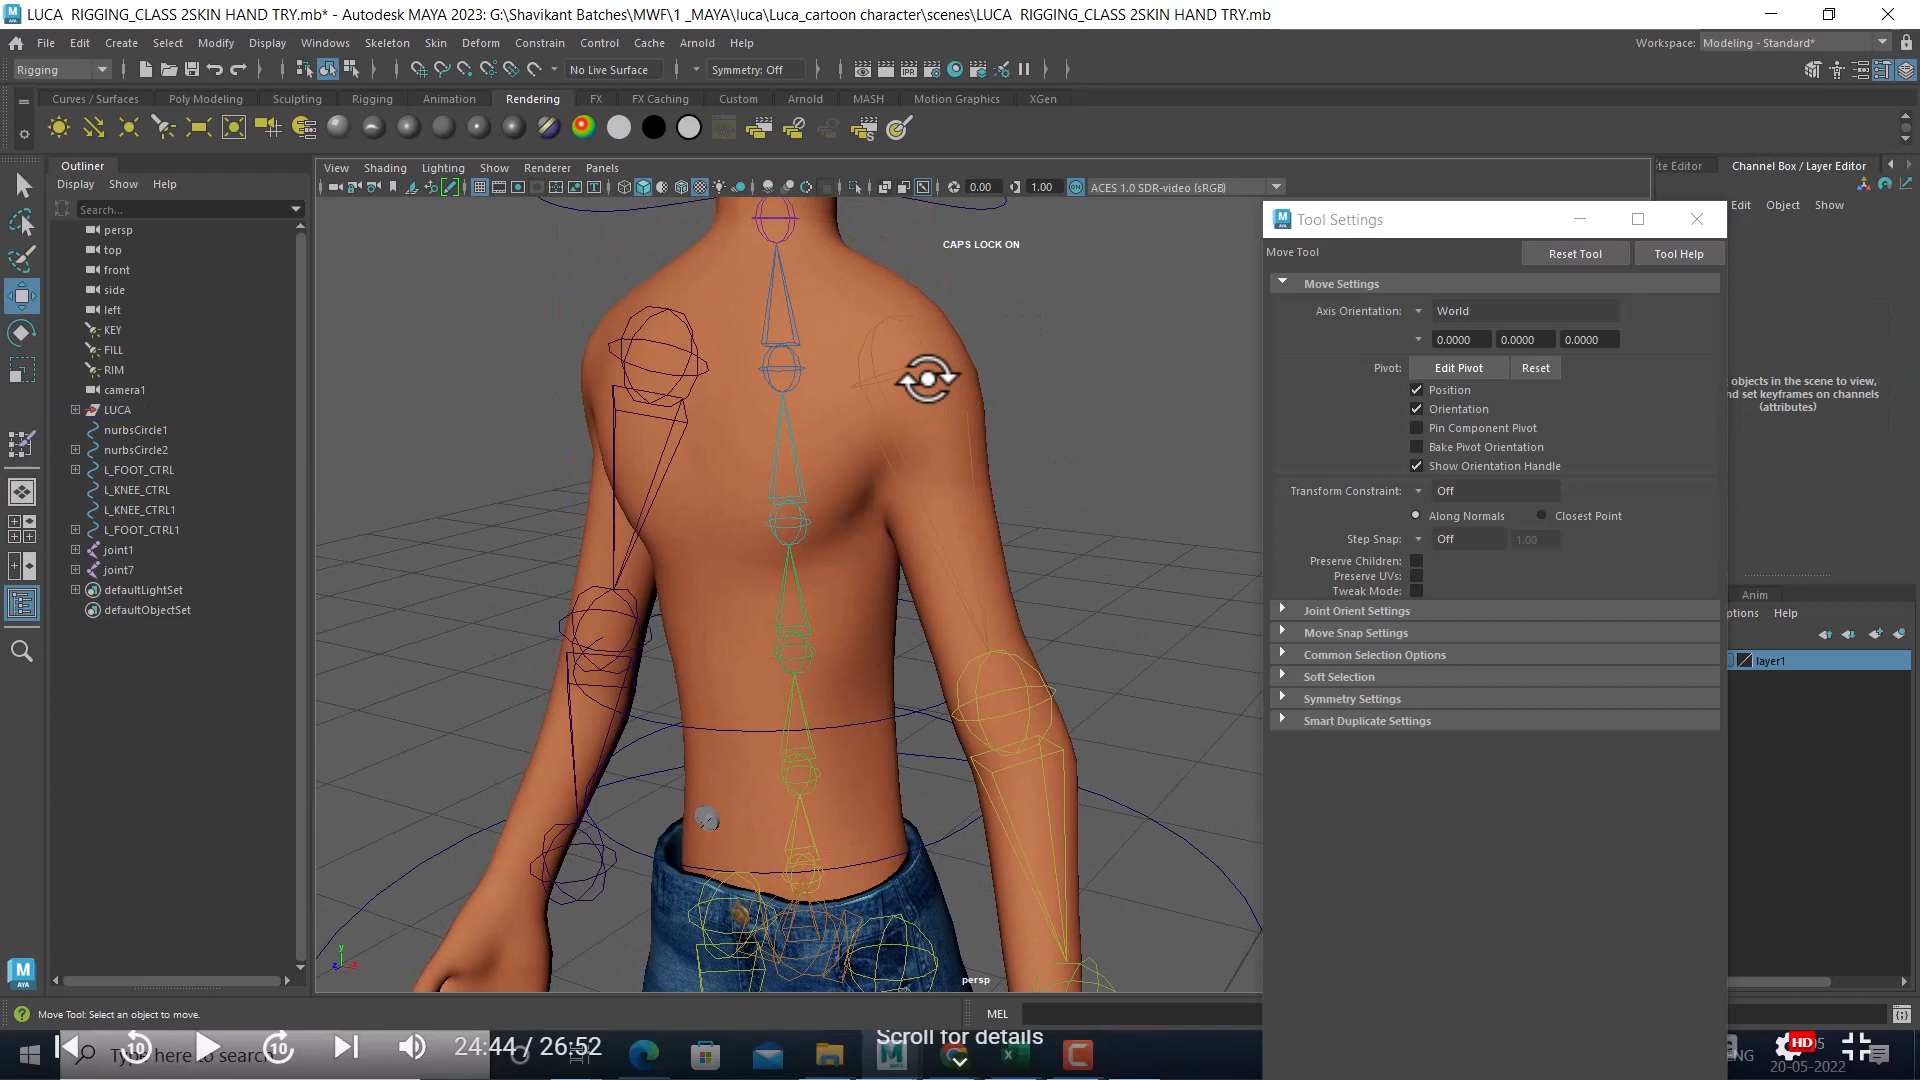 LUCA  RIGGING_CLASS 2SKIN HAND TRY.mb* - Autodesk MAYA 2023: G:\Shavikant Batches\MWF\1 _MAYA\luca\Luca_cartoon character\scenes\LUCA  RIGGING_CLASS 2SKIN HAND TRY.mb
File Edit Create Select Modify Display Windows Skeleton Skin Deform Constrain Control Cache Arnold Help Workspace: Modeling - Standard*
Rigging No Live Surface Symmetry: Off IPR
Curves / Surfaces Poly Modeling Sculpting Rigging Animation Rendering FX FX Caching Custom Arnold MASH Motion Graphics XGen
Outliner
Display Show Help
Search...
persp
top
front
side
left
KEY
FILL
RIM
camera1
LUCA
nurbsCircle1
nurbsCircle2
L_FOOT_CTRL
L_KNEE_CTRL
L_KNEE_CTRL1
L_FOOT_CTRL1
joint1
joint7
defaultLightSet
defaultObjectSet
View Shading Lighting Show Renderer Panels
0.00 1.00 ON ACES 1.0 SDR-video (sRGB)
CAPS LOCK ON
persp
y
z x
Tool Settings
Move Tool Reset Tool Tool Help
Move Settings
Axis Orientation: World
0.0000 0.0000 0.0000
Pivot: Edit Pivot Reset
Position
Orientation
Pin Component Pivot
Bake Pivot Orientation
Show Orientation Handle
Transform Constraint: Off
Along Normals Closest Point
Step Snap: Off 1.00
Preserve Children:
Preserve UVs:
Tweak Mode:
Joint Orient Settings
Move Snap Settings
Common Selection Options
Soft Selection
Symmetry Settings
Smart Duplicate Settings
te Editor Channel Box / Layer Editor
Edit Object Show
objects in the scene to view,
nd set keyframes on channels
(attributes)
Anim
ptions Help
layer1
Move Tool: Select an object to move. MEL
Type here to search
10 10 24:44 / 26:52
Scroll for details
ENG HD 05
20-05-2022